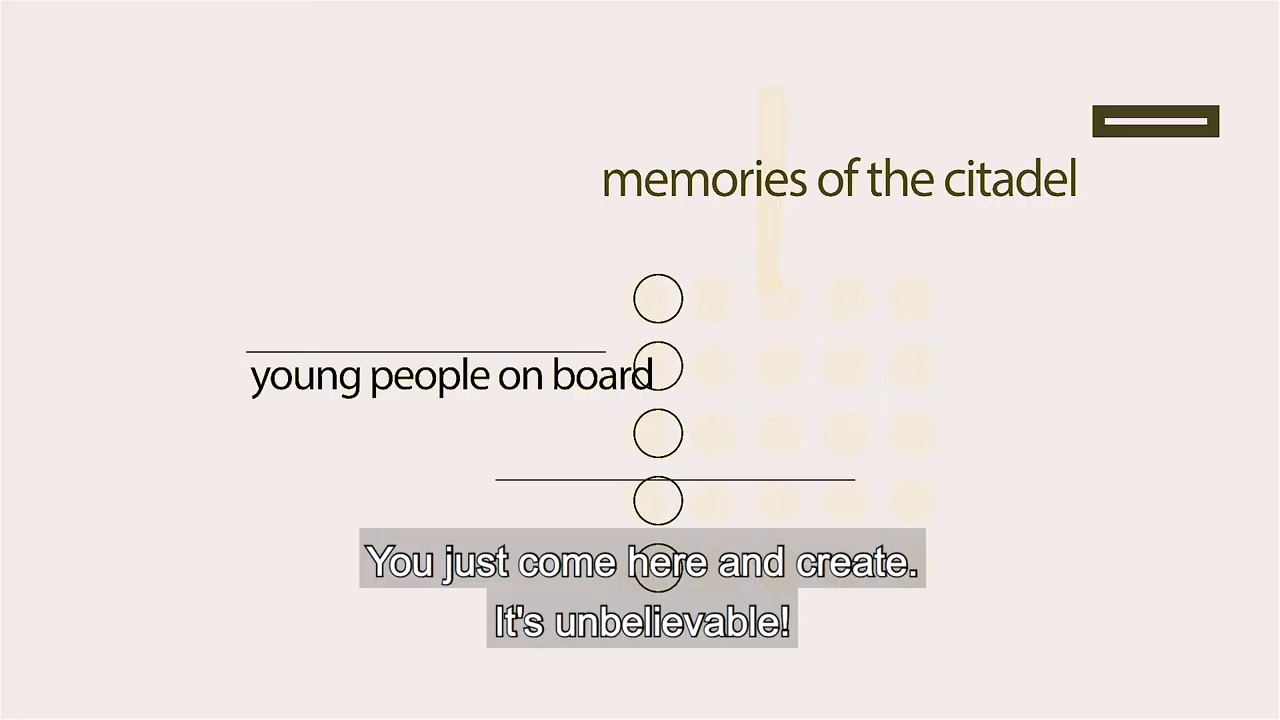 memories of the citadel
young people on board
You just come here and create.
It's unbelievable!